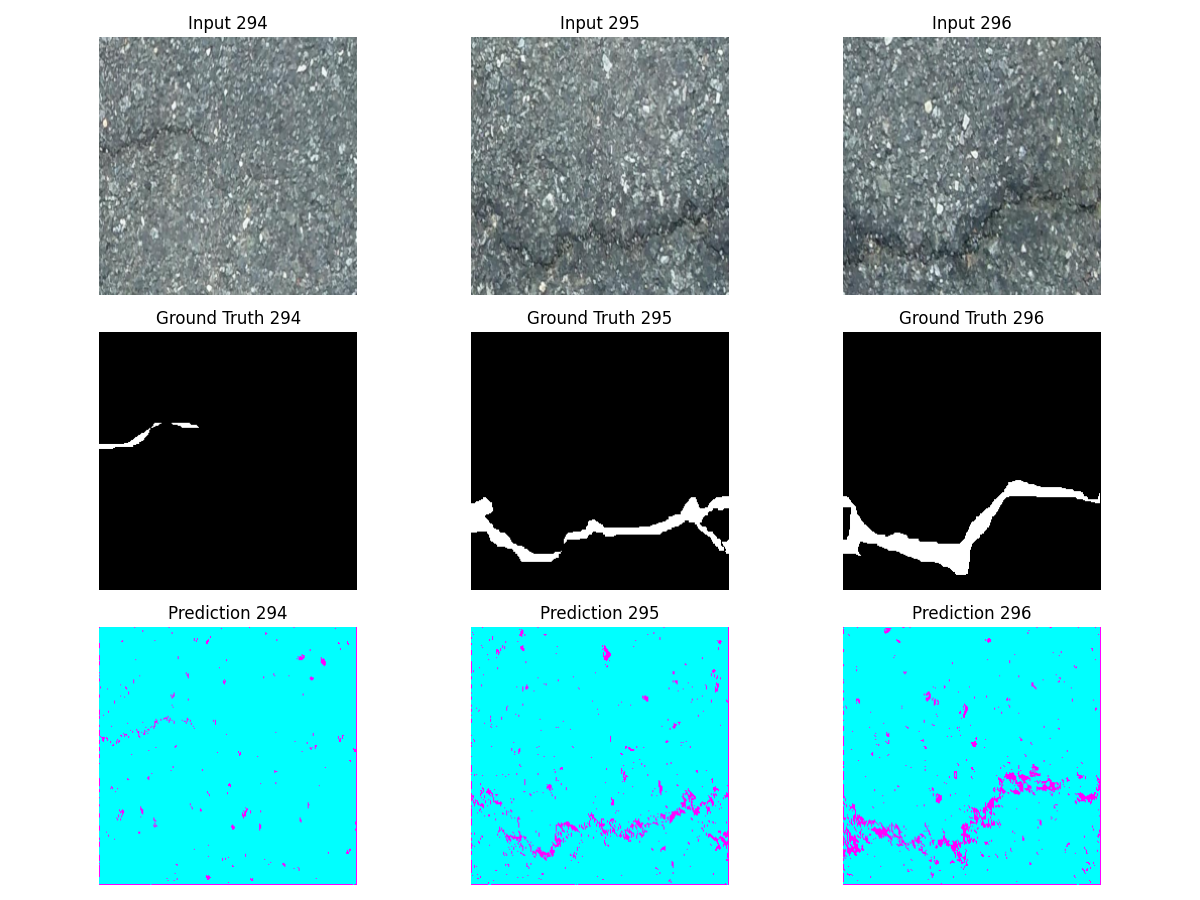 Input 294
Input 295
Input 296
Ground Truth 294
Ground Truth 295
Ground Truth 296
Prediction 294
Prediction 295
Prediction 296